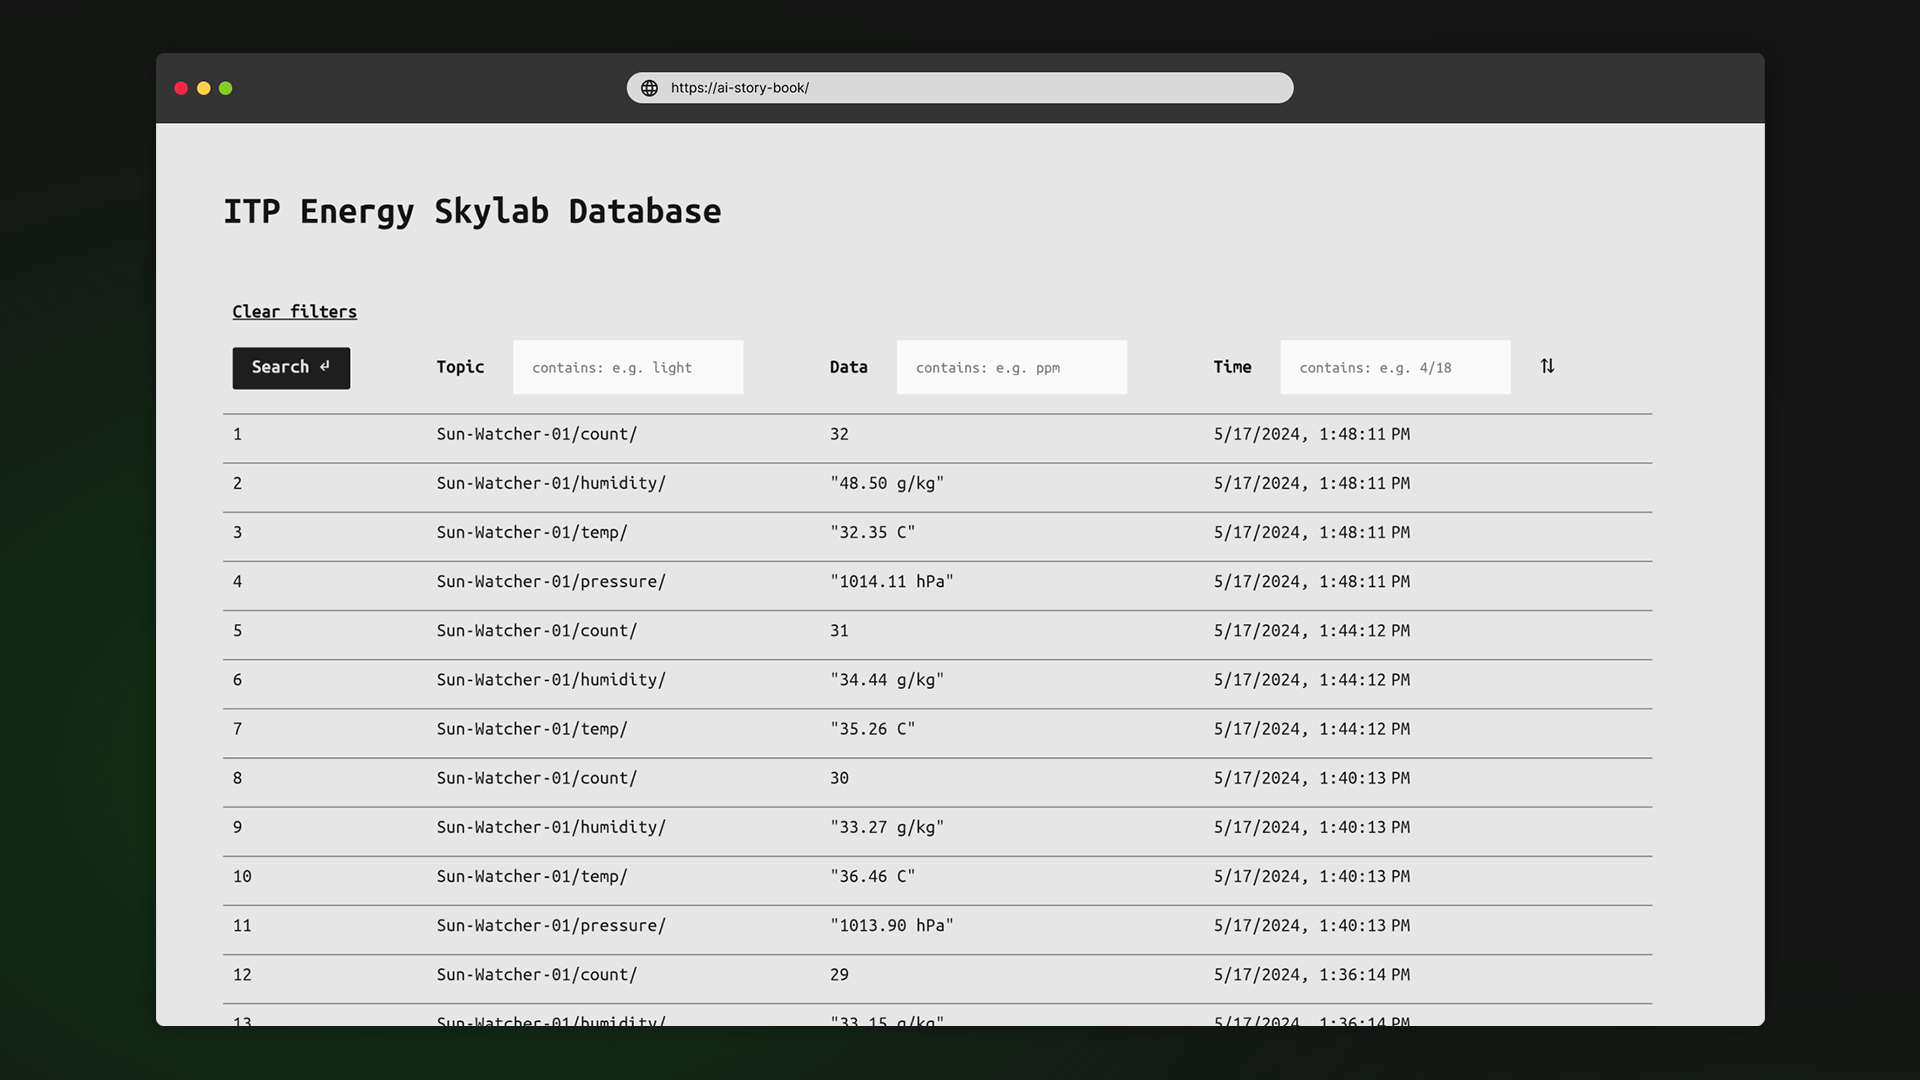 https://ai-story-book/
ITP Energy Skylab Database
Clear filters
Search ↲ Topic contains: e.g. light Data contains: e.g. ppm Time contains: e.g. 4/18
1 Sun-Watcher-01/count/ 32 5/17/2024, 1:48:11 PM
2 Sun-Watcher-01/humidity/ "48.50 g/kg" 5/17/2024, 1:48:11 PM
3 Sun-Watcher-01/temp/ "32.35 C" 5/17/2024, 1:48:11 PM
4 Sun-Watcher-01/pressure/ "1014.11 hPa" 5/17/2024, 1:48:11 PM
5 Sun-Watcher-01/count/ 31 5/17/2024, 1:44:12 PM
6 Sun-Watcher-01/humidity/ "34.44 g/kg" 5/17/2024, 1:44:12 PM
7 Sun-Watcher-01/temp/ "35.26 C" 5/17/2024, 1:44:12 PM
8 Sun-Watcher-01/count/ 30 5/17/2024, 1:40:13 PM
9 Sun-Watcher-01/humidity/ "33.27 g/kg" 5/17/2024, 1:40:13 PM
10 Sun-Watcher-01/temp/ "36.46 C" 5/17/2024, 1:40:13 PM
11 Sun-Watcher-01/pressure/ "1013.90 hPa" 5/17/2024, 1:40:13 PM
12 Sun-Watcher-01/count/ 29 5/17/2024, 1:36:14 PM
13 Sun-Watcher-01/humidity/ "33.15 g/kg" 5/17/2024, 1:36:14 PM